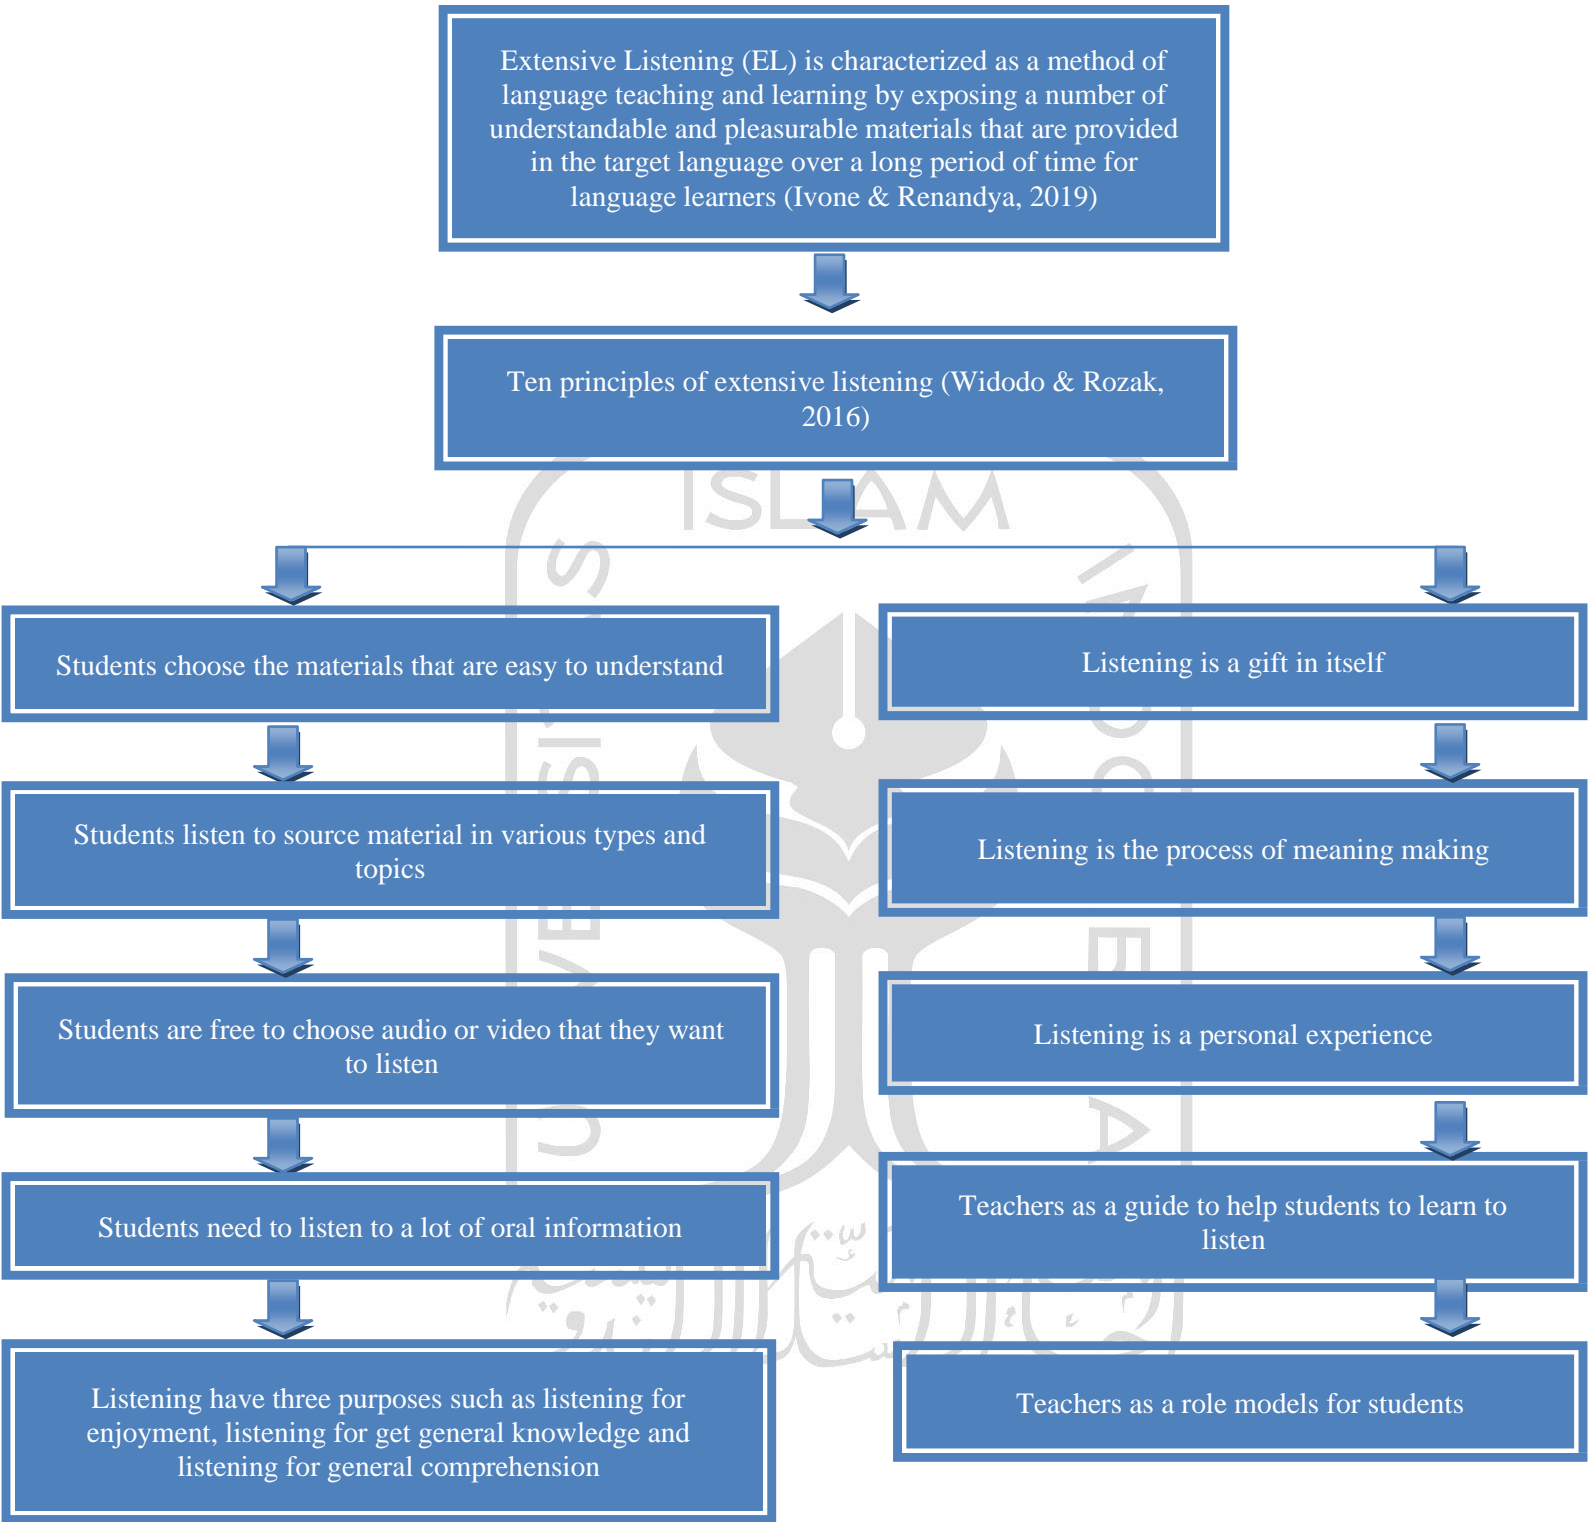 Extensive Listening (EL) is characterized as a method of
language teaching and learning by exposing a number of
understandable and pleasurable materials that are provided
in the target language over a long period of time for
language learners (Ivone & Renandya, 2019)
Ten principles of extensive listening (Widodo & Rozak,
2016)
ISLAM
Students choose the materials that are easy to understand
Students listen to source material in various types and
topics
Students are free to choose audio or video that they want
to listen
Students need to listen to a lot of oral information
Listening have three purposes such as listening for
enjoyment, listening for get general knowledge and
listening for general comprehension
Listening is a gift in itself
Listening is the process of meaning making
Listening is a personal experience
Teachers as a guide to help students to learn to
listen
Teachers as a role models for students